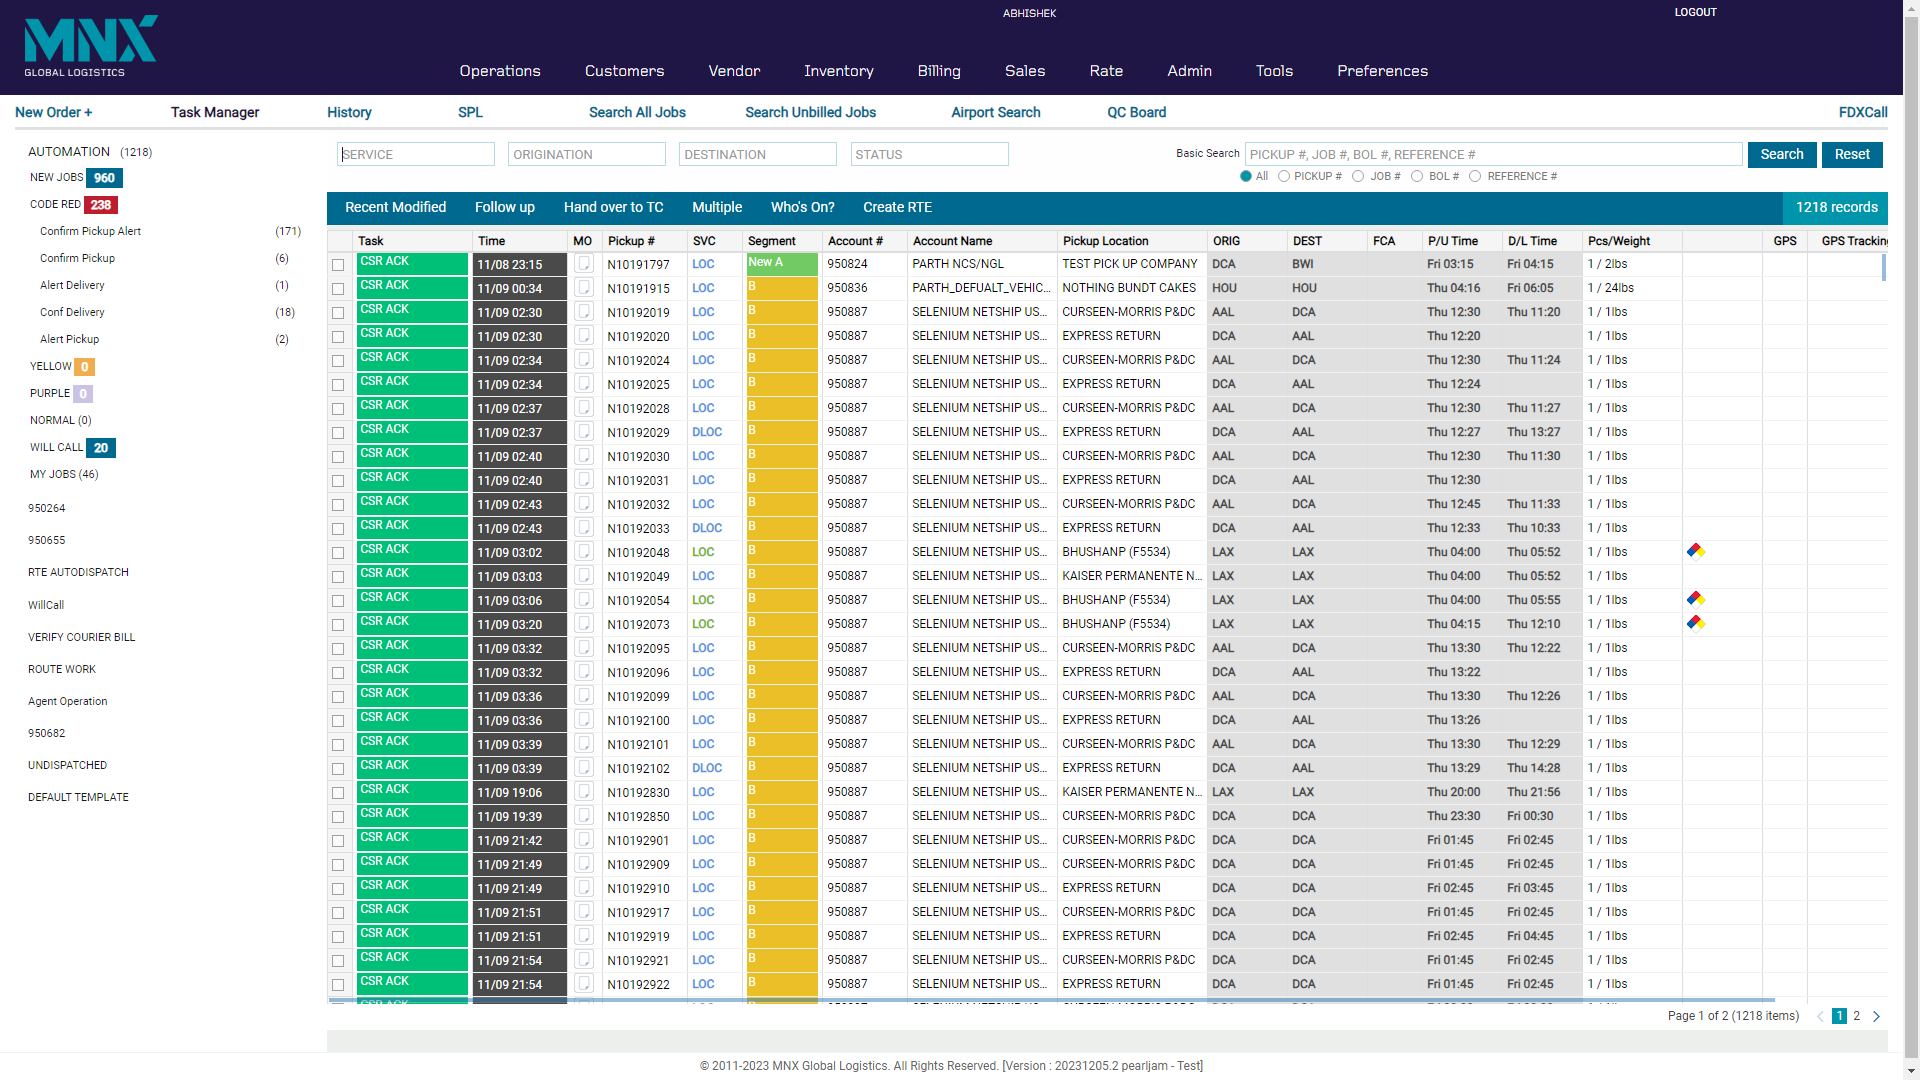 MNX
GLOBAL LOGISTICS
ABHISHEK
LOGOUT
Operations Customers Vendor Inventory Billing Sales Rate Admin Tools Preferences
New Order + Task Manager History SPL Search All Jobs Search Unbilled Jobs Airport Search QC Board FDXCall
AUTOMATION (1218)
NEW JOBS 960
CODE RED 238
Confirm Pickup Alert (171)
Confirm Pickup (6)
Alert Delivery (1)
Conf Delivery (18)
Alert Pickup (2)
YELLOW 0
PURPLE 0
NORMAL (0)
WILL CALL 20
MY JOBS (46)
950264
950655
RTE AUTODISPATCH
WillCall
VERIFY COURIER BILL
ROUTE WORK
Agent Operation
950682
UNDISPATCHED
DEFAULT TEMPLATE
SERVICE ORIGINATION DESTINATION STATUS Basic Search PICKUP #, JOB #, BOL #, REFERENCE # Search Reset
All PICKUP # JOB # BOL # REFERENCE #
Recent Modified Follow up Hand over to TC Multiple Who's On? Create RTE 1218 records
Task Time MO Pickup # SVC Segment Account # Account Name Pickup Location ORIG DEST FCA P/U Time D/L Time Pcs/Weight GPS GPS Tracking
CSR ACK 11/08 23:15 N10191797 LOC New A 950824 PARTH NCS/NGL TEST PICK UP COMPANY DCA BWI Fri 03:15 Fri 04:15 1 / 2lbs
CSR ACK 11/09 00:34 N10191915 LOC B 950836 PARTH_DEFUALT_VEHIC... NOTHING BUNDT CAKES HOU HOU Thu 04:16 Fri 06:05 1 / 24lbs
CSR ACK 11/09 02:30 N10192019 LOC B 950887 SELENIUM NETSHIP US... CURSEEN-MORRIS P&DC AAL DCA Thu 12:30 Thu 11:20 1 / 1lbs
CSR ACK 11/09 02:30 N10192020 LOC B 950887 SELENIUM NETSHIP US... EXPRESS RETURN DCA AAL Thu 12:20 1 / 1lbs
CSR ACK 11/09 02:34 N10192024 LOC B 950887 SELENIUM NETSHIP US... CURSEEN-MORRIS P&DC AAL DCA Thu 12:30 Thu 11:24 1 / 1lbs
CSR ACK 11/09 02:34 N10192025 LOC B 950887 SELENIUM NETSHIP US... EXPRESS RETURN DCA AAL Thu 12:24 1 / 1lbs
CSR ACK 11/09 02:37 N10192028 LOC B 950887 SELENIUM NETSHIP US... CURSEEN-MORRIS P&DC AAL DCA Thu 12:30 Thu 11:27 1 / 1lbs
CSR ACK 11/09 02:37 N10192029 DLOC B 950887 SELENIUM NETSHIP US... EXPRESS RETURN DCA AAL Thu 12:27 Thu 13:27 1 / 1lbs
CSR ACK 11/09 02:40 N10192030 LOC B 950887 SELENIUM NETSHIP US... CURSEEN-MORRIS P&DC AAL DCA Thu 12:30 Thu 11:30 1 / 1lbs
CSR ACK 11/09 02:40 N10192031 LOC B 950887 SELENIUM NETSHIP US... EXPRESS RETURN DCA AAL Thu 12:30 1 / 1lbs
CSR ACK 11/09 02:43 N10192032 LOC B 950887 SELENIUM NETSHIP US... CURSEEN-MORRIS P&DC AAL DCA Thu 12:45 Thu 11:33 1 / 1lbs
CSR ACK 11/09 02:43 N10192033 DLOC B 950887 SELENIUM NETSHIP US... EXPRESS RETURN DCA AAL Thu 12:33 Thu 10:33 1 / 1lbs
CSR ACK 11/09 03:02 N10192048 LOC B 950887 SELENIUM NETSHIP US... BHUSHANP (F5534) LAX LAX Thu 04:00 Thu 05:52 1 / 1lbs
CSR ACK 11/09 03:03 N10192049 LOC B 950887 SELENIUM NETSHIP US... KAISER PERMANENTE N... LAX LAX Thu 04:00 Thu 05:52 1 / 1lbs
CSR ACK 11/09 03:06 N10192054 LOC B 950887 SELENIUM NETSHIP US... BHUSHANP (F5534) LAX LAX Thu 04:00 Thu 05:55 1 / 1lbs
CSR ACK 11/09 03:20 N10192073 LOC B 950887 SELENIUM NETSHIP US... BHUSHANP (F5534) LAX LAX Thu 04:15 Thu 12:10 1 / 1lbs
CSR ACK 11/09 03:32 N10192095 LOC B 950887 SELENIUM NETSHIP US... CURSEEN-MORRIS P&DC AAL DCA Thu 13:30 Thu 12:22 1 / 1lbs
CSR ACK 11/09 03:32 N10192096 LOC B 950887 SELENIUM NETSHIP US... EXPRESS RETURN DCA AAL Thu 13:22 1 / 1lbs
CSR ACK 11/09 03:36 N10192099 LOC B 950887 SELENIUM NETSHIP US... CURSEEN-MORRIS P&DC AAL DCA Thu 13:30 Thu 12:26 1 / 1lbs
CSR ACK 11/09 03:36 N10192100 LOC B 950887 SELENIUM NETSHIP US... EXPRESS RETURN DCA AAL Thu 13:26 1 / 1lbs
CSR ACK 11/09 03:39 N10192101 LOC B 950887 SELENIUM NETSHIP US... CURSEEN-MORRIS P&DC AAL DCA Thu 13:30 Thu 12:29 1 / 1lbs
CSR ACK 11/09 03:39 N10192102 DLOC B 950887 SELENIUM NETSHIP US... EXPRESS RETURN DCA AAL Thu 13:29 Thu 14:28 1 / 1lbs
CSR ACK 11/09 19:06 N10192830 LOC B 950887 SELENIUM NETSHIP US... KAISER PERMANENTE N... LAX LAX Thu 20:00 Thu 21:56 1 / 1lbs
CSR ACK 11/09 19:39 N10192850 LOC B 950887 SELENIUM NETSHIP US... CURSEEN-MORRIS P&DC DCA DCA Thu 23:30 Fri 00:30 1 / 1lbs
CSR ACK 11/09 21:42 N10192901 LOC B 950887 SELENIUM NETSHIP US... CURSEEN-MORRIS P&DC DCA DCA Fri 01:45 Fri 02:45 1 / 1lbs
CSR ACK 11/09 21:49 N10192909 LOC B 950887 SELENIUM NETSHIP US... CURSEEN-MORRIS P&DC DCA DCA Fri 01:45 Fri 02:45 1 / 1lbs
CSR ACK 11/09 21:49 N10192910 LOC B 950887 SELENIUM NETSHIP US... EXPRESS RETURN DCA DCA Fri 02:45 Fri 03:45 1 / 1lbs
CSR ACK 11/09 21:51 N10192917 LOC B 950887 SELENIUM NETSHIP US... CURSEEN-MORRIS P&DC DCA DCA Fri 01:45 Fri 02:45 1 / 1lbs
CSR ACK 11/09 21:51 N10192919 LOC B 950887 SELENIUM NETSHIP US... EXPRESS RETURN DCA DCA Fri 02:45 Fri 04:45 1 / 1lbs
CSR ACK 11/09 21:54 N10192921 LOC B 950887 SELENIUM NETSHIP US... CURSEEN-MORRIS P&DC DCA DCA Fri 01:45 Fri 02:45 1 / 1lbs
CSR ACK 11/09 21:54 N10192922 LOC B 950887 SELENIUM NETSHIP US... EXPRESS RETURN DCA DCA Fri 01:45 Fri 02:45 1 / 1lbs
Page 1 of 2 (1218 items) 1 2
© 2011-2023 MNX Global Logistics. All Rights Reserved. [Version : 20231205.2 pearljam - Test]